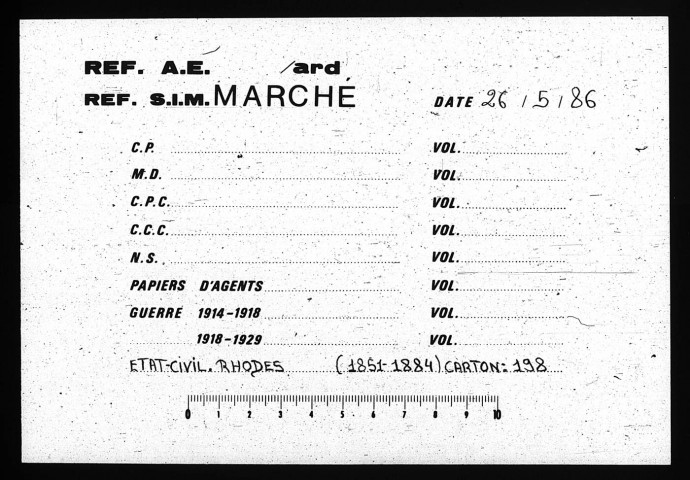 REF. A.E. /ard
REF. S.I.M. MARCHÉ DATE 26 / 5 / 86
C.P. VOL.
M.D. VOL.
C.P.C. VOL.
C.C.C. VOL.
N.S. VOL.
PAPIERS D'AGENTS VOL.
GUERRE 1914-1918 VOL.
1918-1929 VOL.
ETAT-CIVIL. RHODES (1851-1884) CARTON: 198
0 1 2 3 4 5 6 7 8 9 10